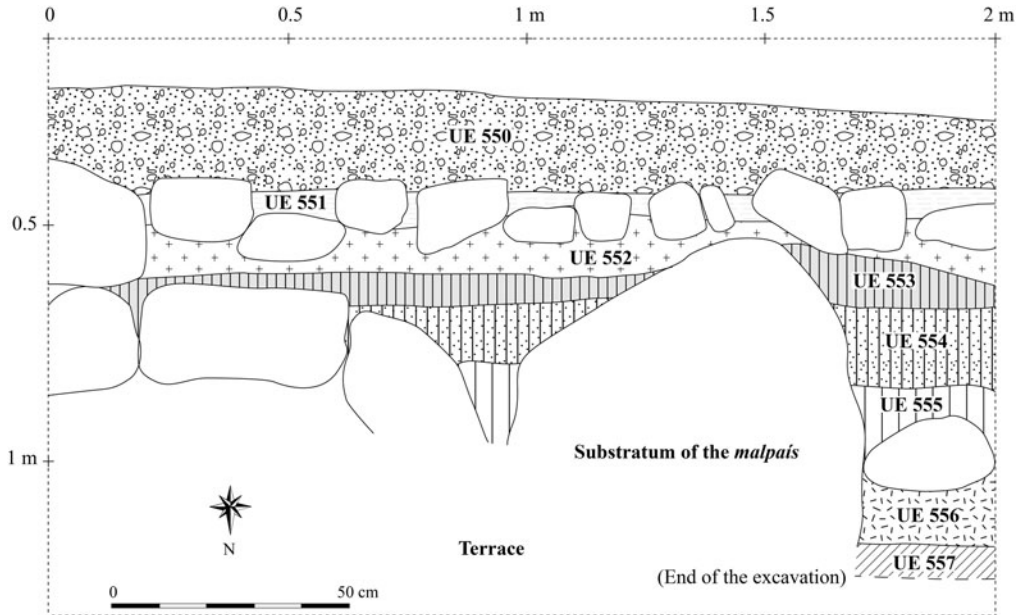 0 0.5 1 m 1.5 2 m
UE 550
UE 551
0.5
UE 552
UE 553
UE 554
UE 555
1 m
Substratum of the malpaís
UE 556
N
Terrace
UE 557
(End of the excavation)
0 50 cm